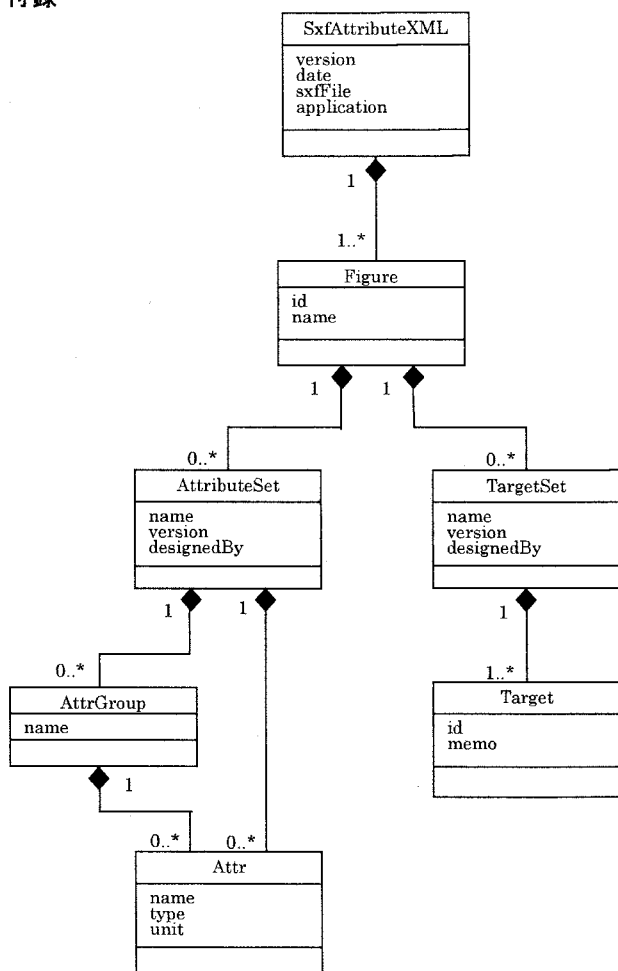 付録
SxfAttributeXML
version
date
sxfFile
application
1
1..*
Figure
id
name
1
1
0..*
0..*
AttributeSet
name
version
designedBy
TargetSet
name
version
designedBy
1
1
1
0..*
1..*
AttrGroup
name
Target
id
memo
1
0..*
0..*
Attr
name
type
unit